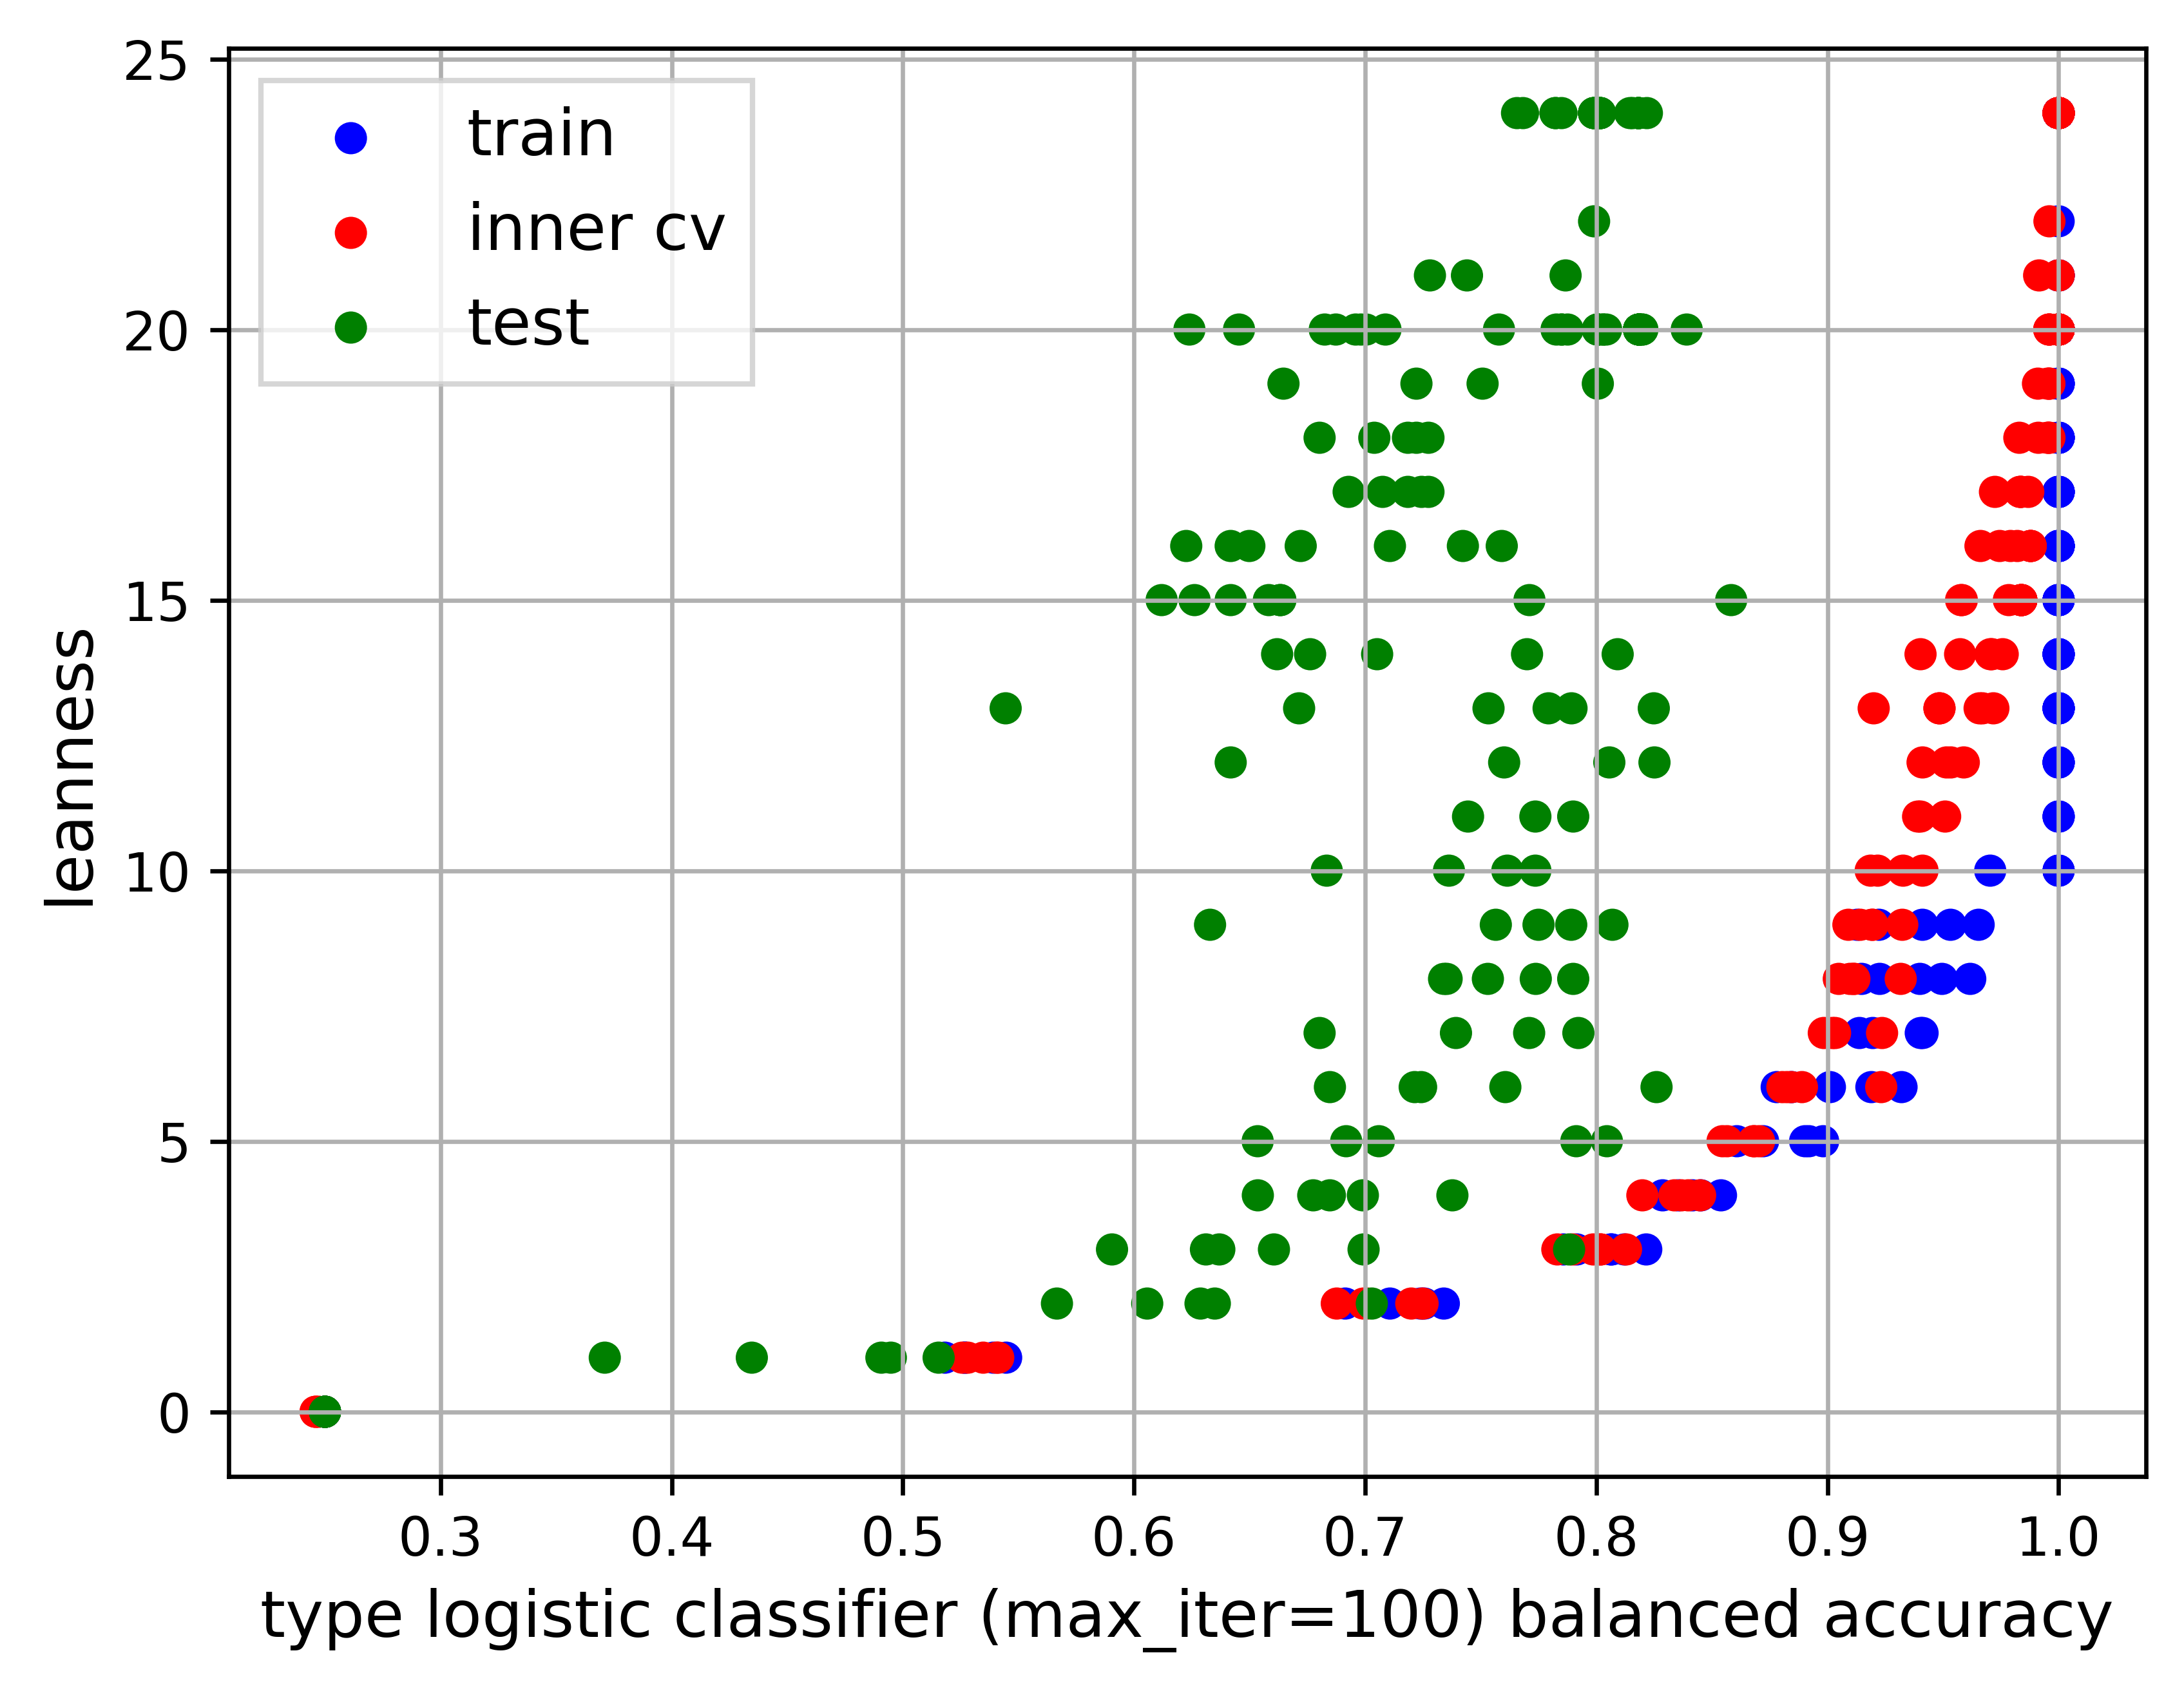 25
20
15
10
5
0
leanness
train
inner cv
test
0.3 0.4 0.5 0.6 0.7 0.8 0.9 1.0
type logistic classifier (max_iter=100) balanced accuracy